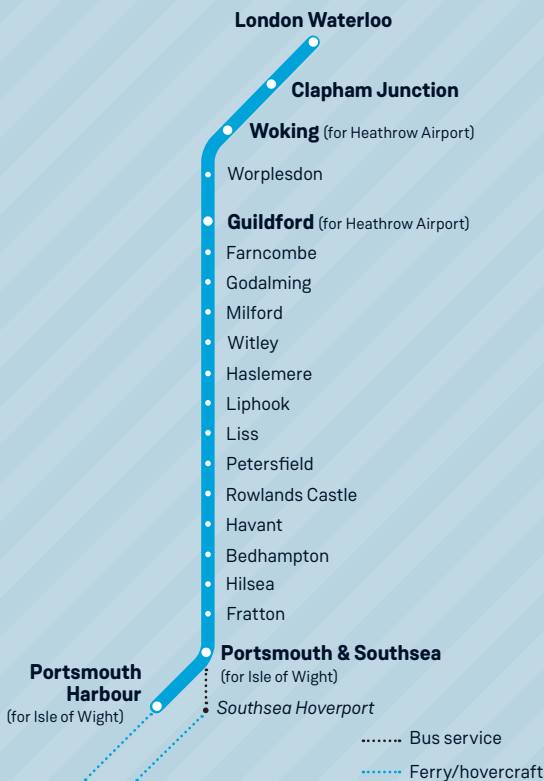 London Waterloo
Clapham Junction
Woking (for Heathrow Airport)
Worplesdon
Guildford (for Heathrow Airport)
Farncombe
Godalming
Milford
Witley
Haslemere
Liphook
Liss
Petersfield
Rowlands Castle
Havant
Bedhampton
Hilsea
Fratton
Portsmouth & Southsea
(for Isle of Wight)
Portsmouth
Harbour
(for Isle of Wight)
Southsea Hoverport
Bus service
Ferry/hovercraft